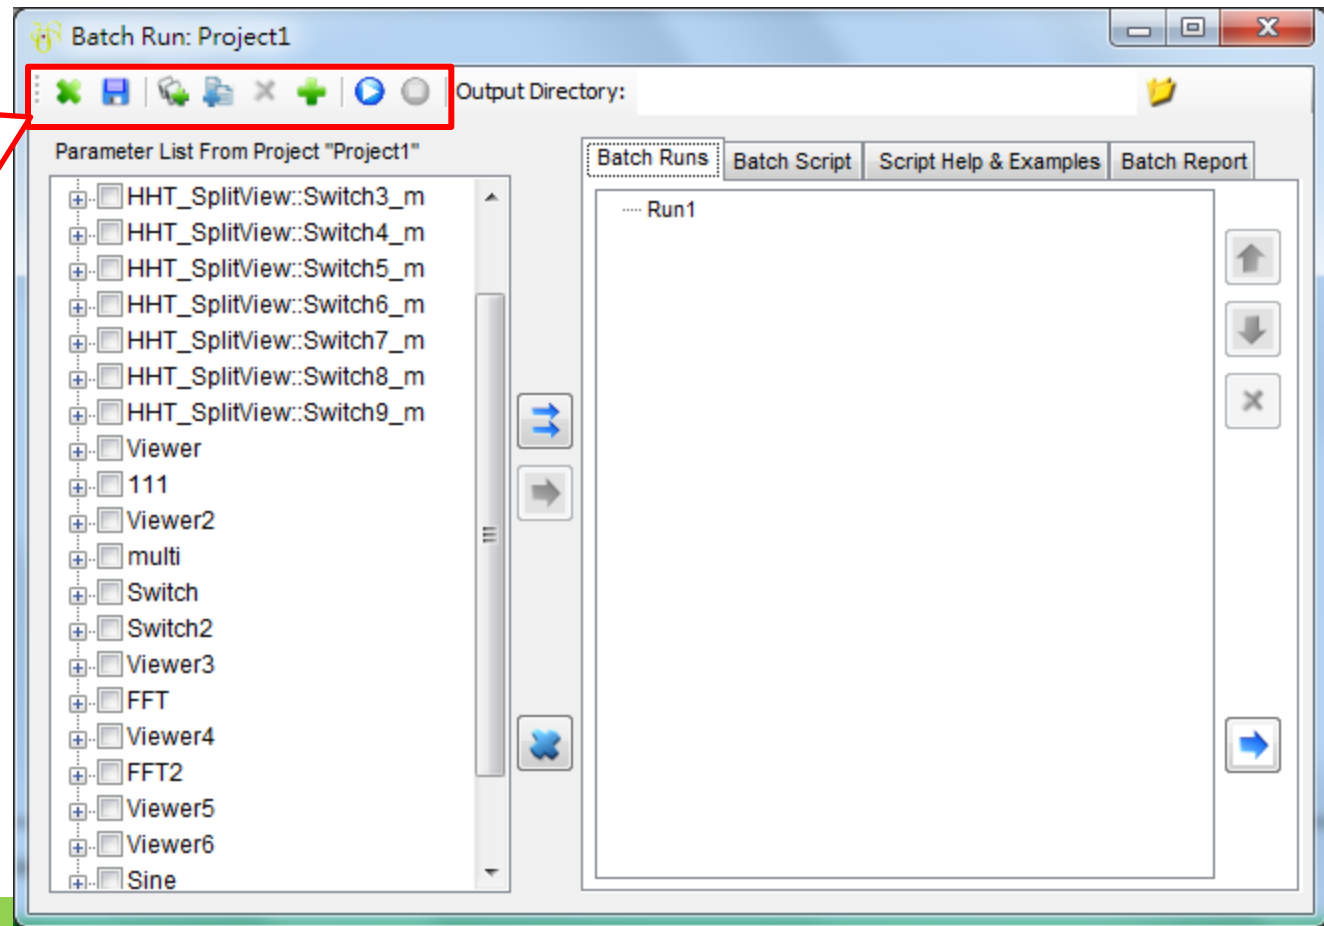 Batch Run: Project1
Output Directory:
Parameter List From Project "Project1"
HHT_SplitView::Switch3_m
HHT_SplitView::Switch4_m
HHT_SplitView::Switch5_m
HHT_SplitView::Switch6_m
HHT_SplitView::Switch7_m
HHT_SplitView::Switch8_m
HHT_SplitView::Switch9_m
Viewer
111
Viewer2
multi
Switch
Switch2
Viewer3
FFT
Viewer4
FFT2
Viewer5
Viewer6
Sine
Batch Runs Batch Script Script Help & Examples Batch Report
Run1